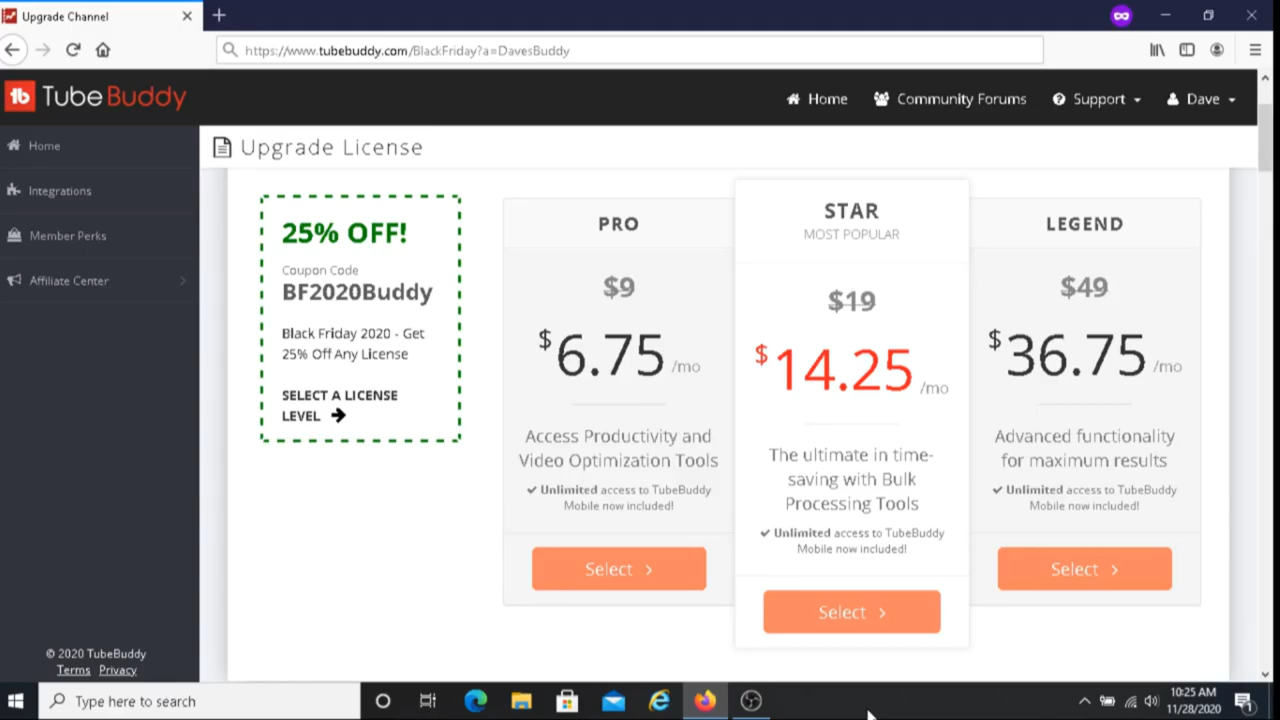 Upgrade Channel
https://www.tubebuddy.com/BlackFriday?a=DavesBuddy
tb TubeBuddy
Home
Community Forums
Support
Dave
Home
Integrations
Member Perks
Affiliate Center
© 2020 TubeBuddy
Terms Privacy
Upgrade License
25% OFF!
Coupon Code
BF2020Buddy
Black Friday 2020 - Get
25% Off Any License
SELECT A LICENSE
LEVEL
PRO
$9
$6.75 /mo
Access Productivity and
Video Optimization Tools
Unlimited access to TubeBuddy
Mobile now included!
Select
STAR
MOST POPULAR
$19
$14.25 /mo
The ultimate in time-
saving with Bulk
Processing Tools
Unlimited access to TubeBuddy
Mobile now included!
Select
LEGEND
$49
$36.75 /mo
Advanced functionality
for maximum results
Unlimited access to TubeBuddy
Mobile now included!
Select
Type here to search
10:25 AM
11/28/2020
1